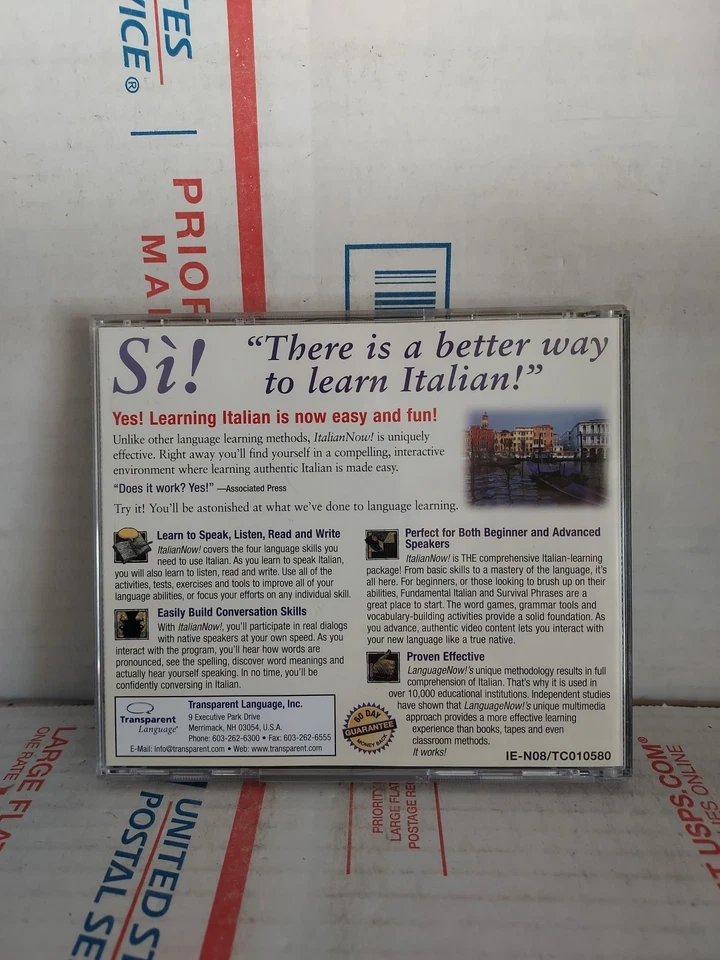 TES
VICE®
PRIOR
MAI
Sì!
“There is a better way
to learn Italian!”
Yes! Learning Italian is now easy and fun!
Unlike other language learning methods, ItalianNow! is uniquely
effective. Right away you’ll find yourself in a compelling, interactive
environment where learning authentic Italian is made easy.
“Does it work? Yes!” —Associated Press
Try it! You’ll be astonished at what we’ve done to language learning.
Learn to Speak, Listen, Read and Write
ItalianNow! covers the four language skills you
need to use Italian. As you learn to speak Italian,
you will also learn to listen, read and write. Use all of the
activities, tests, exercises and tools to improve all of your
language abilities, or focus your efforts on any individual skill.
Easily Build Conversation Skills
With ItalianNow!, you’ll participate in real dialogs
with native speakers at your own speed. As you
interact with the program, you’ll hear how words are
pronounced, see the spelling, discover word meanings and
actually hear yourself speaking. In no time, you’ll be
confidently conversing in Italian.
Perfect for Both Beginner and Advanced
Speakers
ItalianNow! is THE comprehensive Italian-learning
package! From basic skills to a mastery of the language, it’s
all here. For beginners, or those looking to brush up on their
abilities, Fundamental Italian and Survival Phrases are a
great place to start. The word games, grammar tools and
vocabulary-building activities provide a solid foundation. As
you advance, authentic video content lets you interact with
your new language like a true native.
Proven Effective
LanguageNow!’s unique methodology results in full
comprehension of Italian. That’s why it is used in
over 10,000 educational institutions. Independent studies
have shown that LanguageNow!’s unique multimedia
approach provides a more effective learning
experience than books, tapes and even
classroom methods.
It works!
Transparent
Language®
Transparent Language, Inc.
9 Executive Park Drive
Merrimack, NH 03054, U.S.A.
Phone: 603-262-6300 • Fax: 603-262-6555
E-Mail: info@transparent.com • Web: www.transparent.com
60 DAY
GUARANTEE
MONEY BACK
IE-N08/TC010580
LARGE FLA
ONE RATE
UNITED ST
POSTAL SE
PRIORITY
LARGE FLAT
POSTAGE RE
T USPS.COM®
IES ONLINE